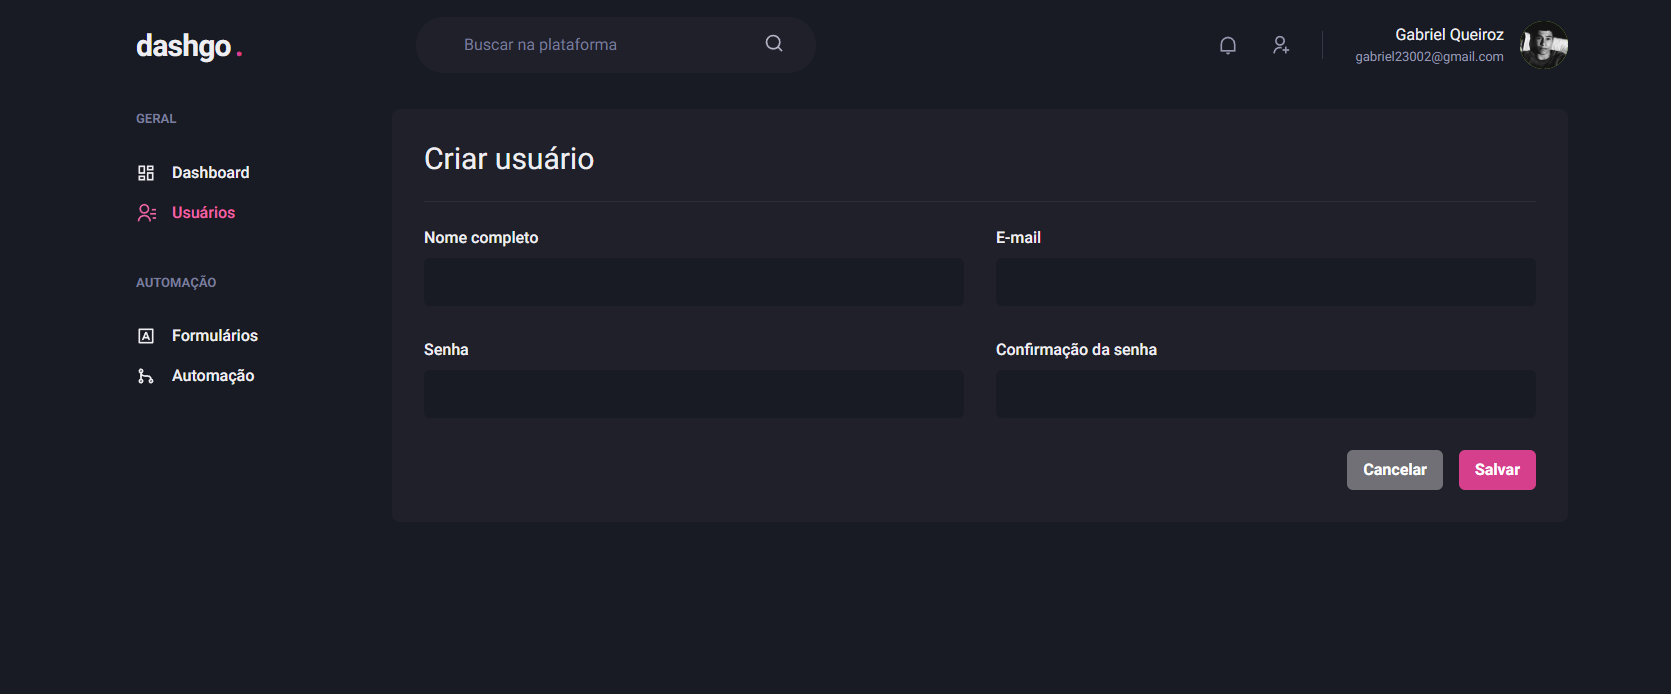 dashgo.
Buscar na plataforma
Gabriel Queiroz
gabriel23002@gmail.com
GERAL
Dashboard
Usuários
AUTOMAÇÃO
Formulários
Automação
Criar usuário
Nome completo
E-mail
Senha
Confirmação da senha
Cancelar
Salvar